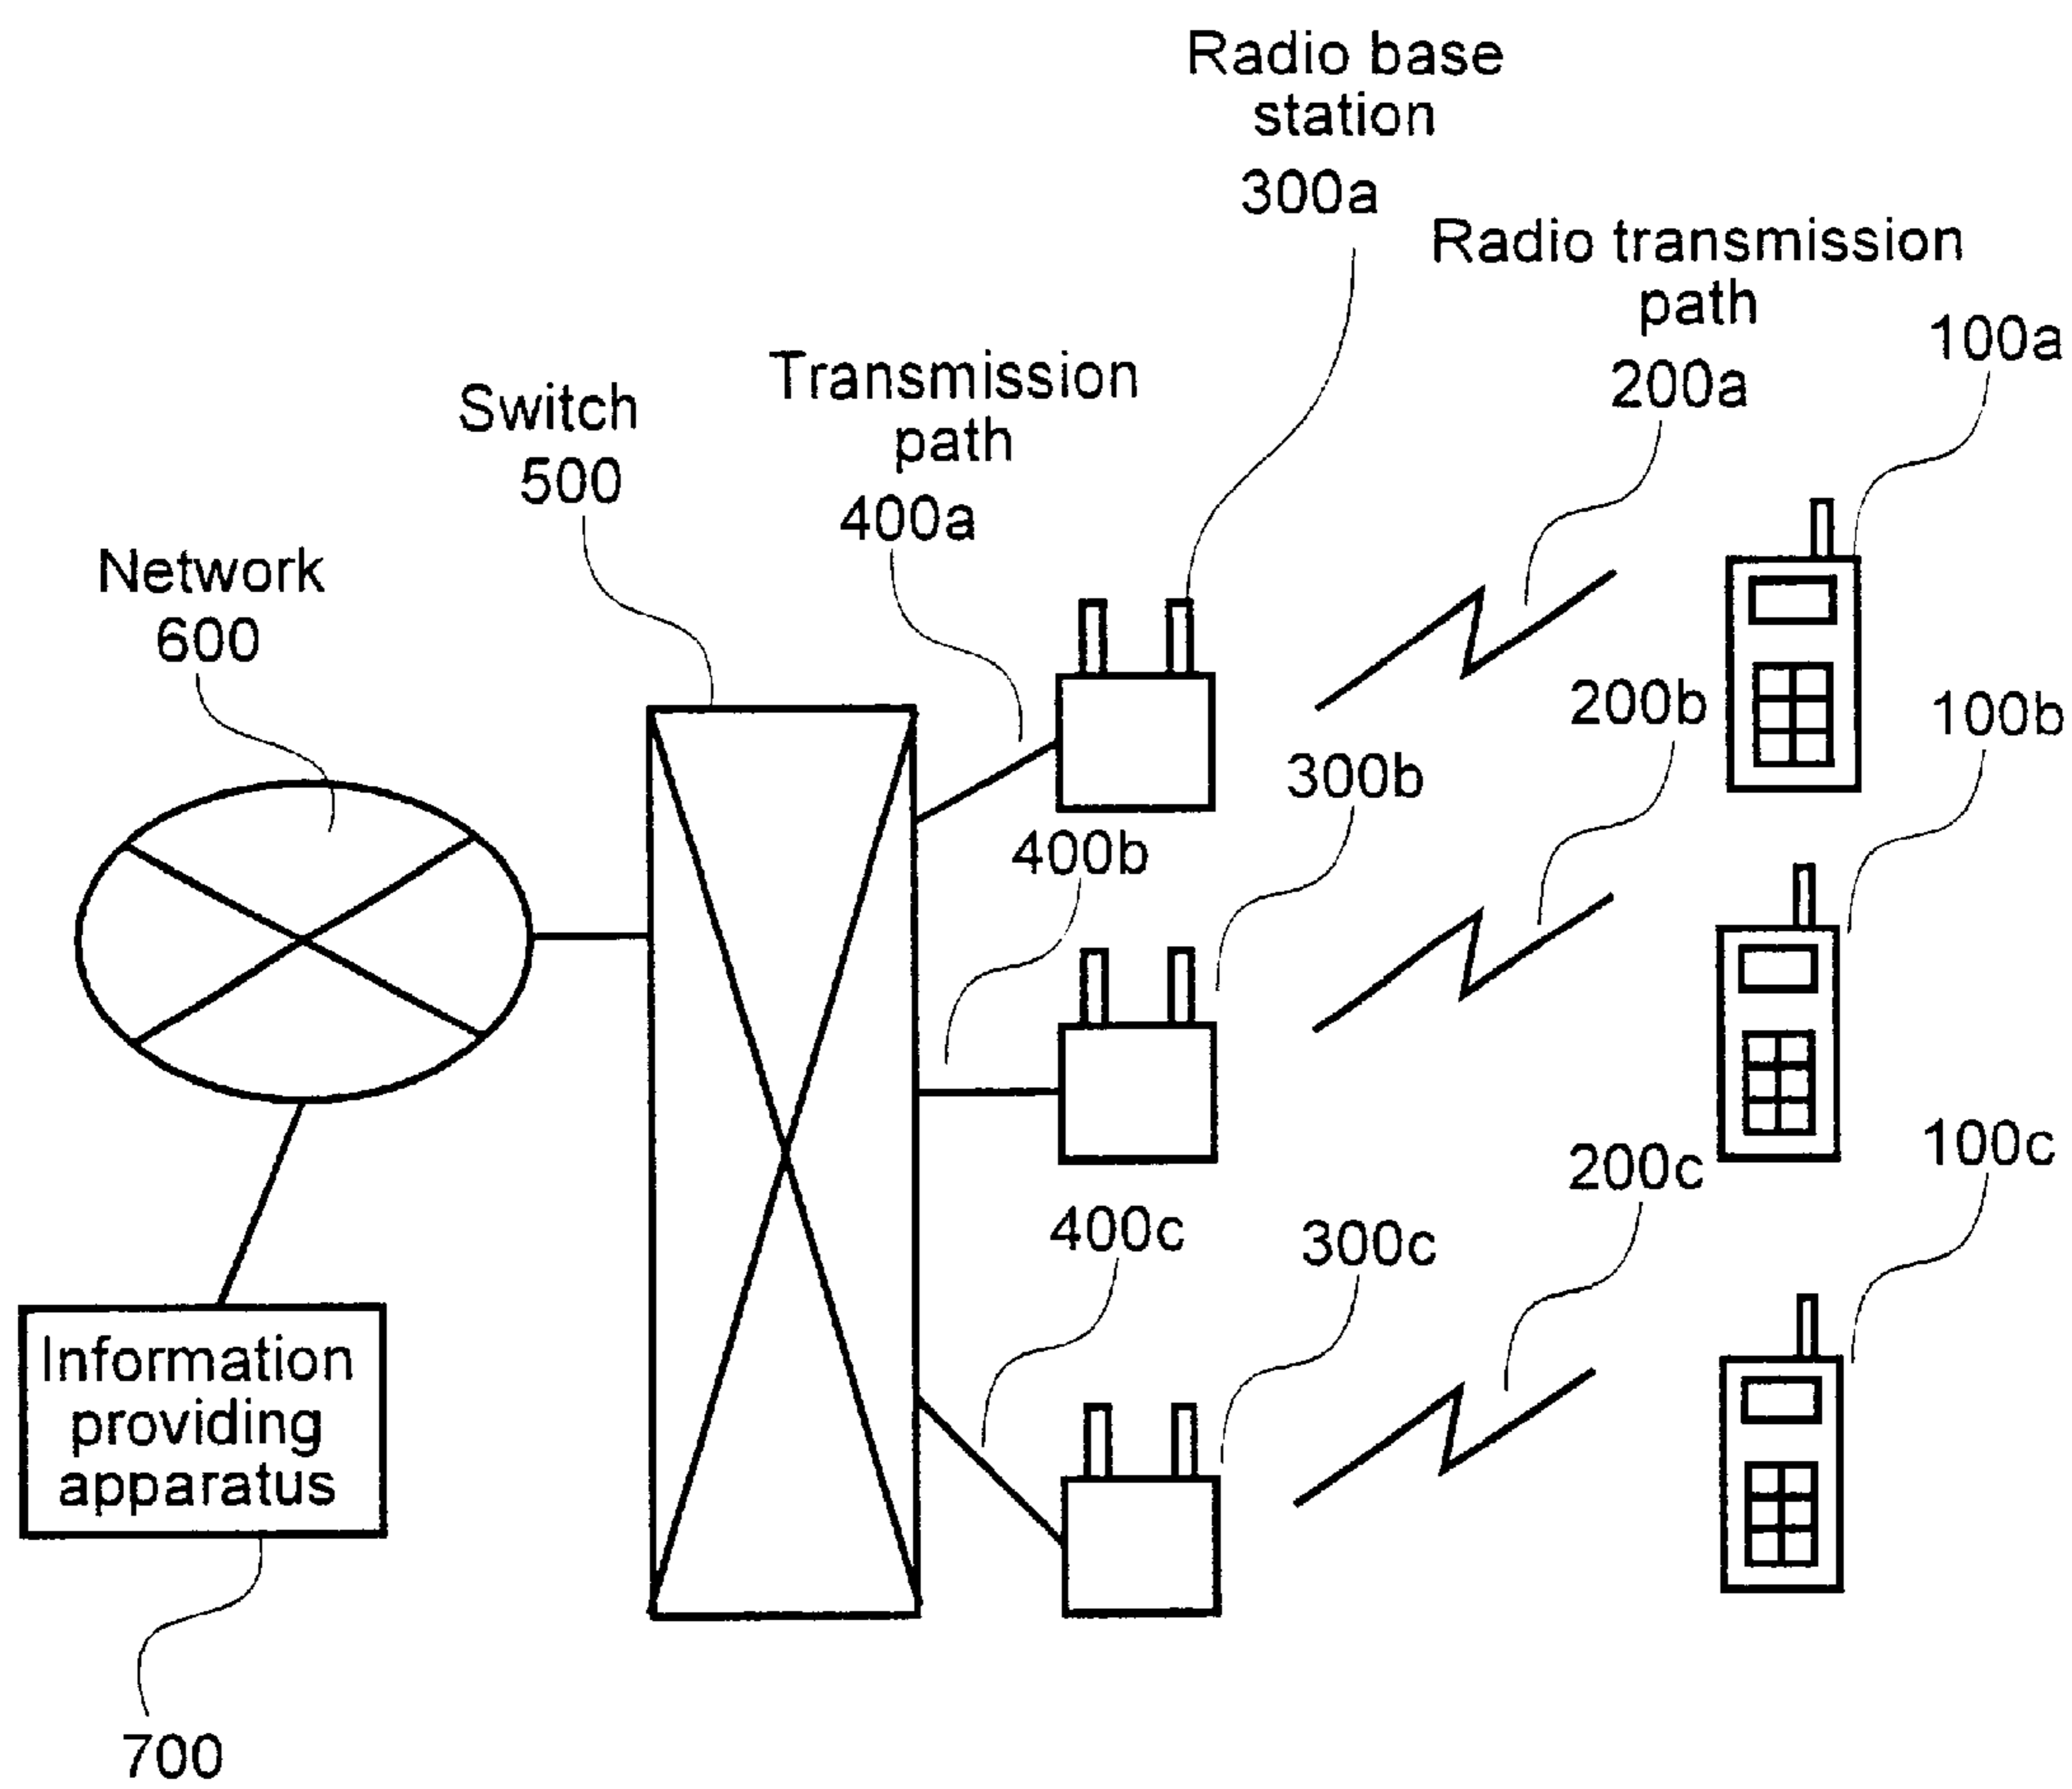 Radio base
station
300a
Radio transmission
path
200a
100a
Transmission
path
400a
Switch
500
Network
600
200b
100b
300b
400b
100c
200c
400c
300c
Information
providing
apparatus
700